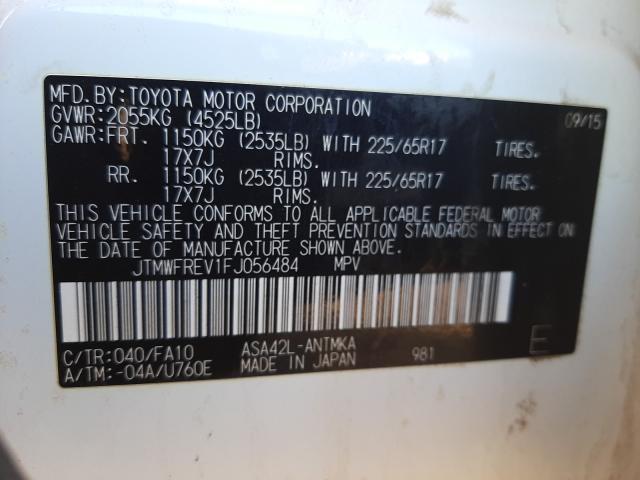 MFD.BY:TOYOTA MOTOR CORPORATION 09/15
GVWR:2055KG (4525LB)
GAWR:FRT. 1150KG (2535LB) WITH 225/65R17 TIRES.
17X7J RIMS.
RR. 1150KG (2535LB) WITH 225/65R17 TIRES.
17X7J RIMS.
THIS VEHICLE CONFORMS TO ALL APPLICABLE FEDERAL MOTOR
VEHICLE SAFETY AND THEFT PREVENTION STANDARDS IN EFFECT ON
THE DATE OF MANUFACTURE SHOWN ABOVE.
JTMWFREV1FJ056484 MPV
C/TR:040/FA10 ASA42L-ANTMKA 981 E
A/TM:-04A/U760E MADE IN JAPAN